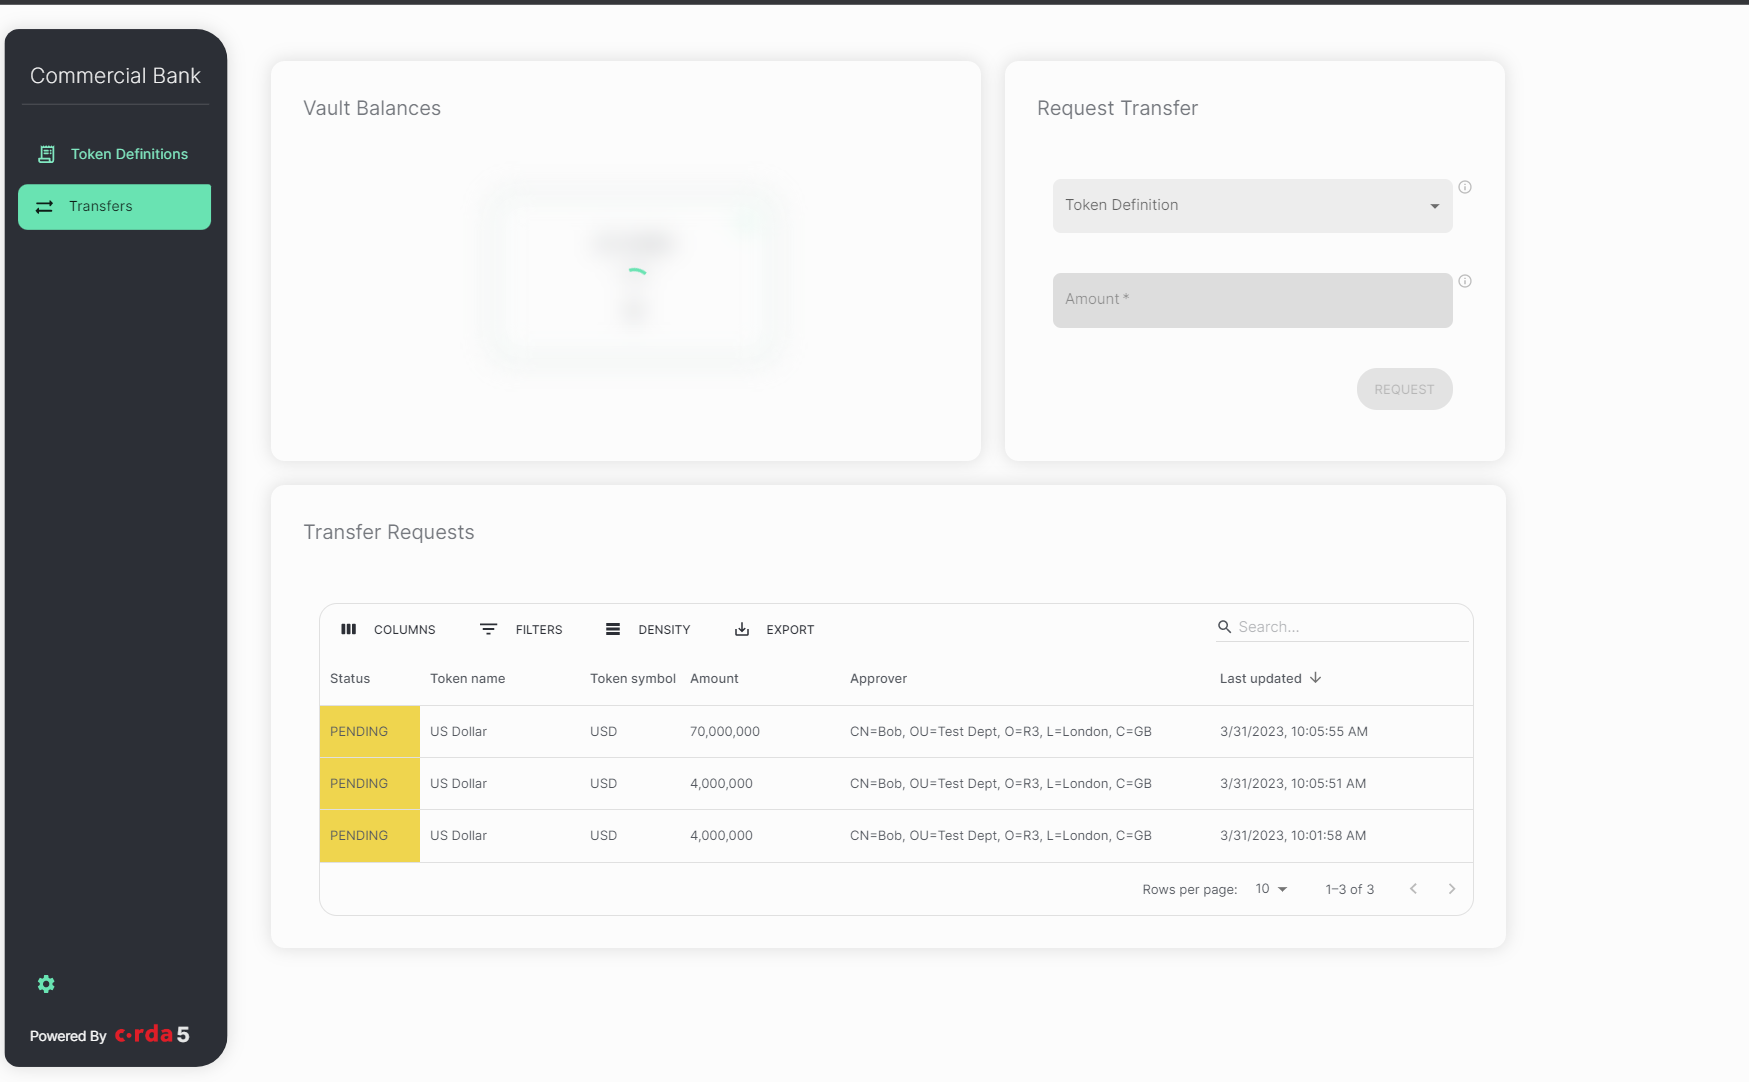 Commercial Bank
Token Definitions
Transfers
Vault Balances
Request Transfer
Token Definition
Amount *
REQUEST
Transfer Requests
COLUMNS FILTERS DENSITY EXPORT Search...
Status Token name Token symbol Amount Approver Last updated
PENDING US Dollar USD 70,000,000 CN=Bob, OU=Test Dept, O=R3, L=London, C=GB 3/31/2023, 10:05:55 AM
PENDING US Dollar USD 4,000,000 CN=Bob, OU=Test Dept, O=R3, L=London, C=GB 3/31/2023, 10:05:51 AM
PENDING US Dollar USD 4,000,000 CN=Bob, OU=Test Dept, O=R3, L=London, C=GB 3/31/2023, 10:01:58 AM
Rows per page: 10 1–3 of 3
Powered By c·rda 5